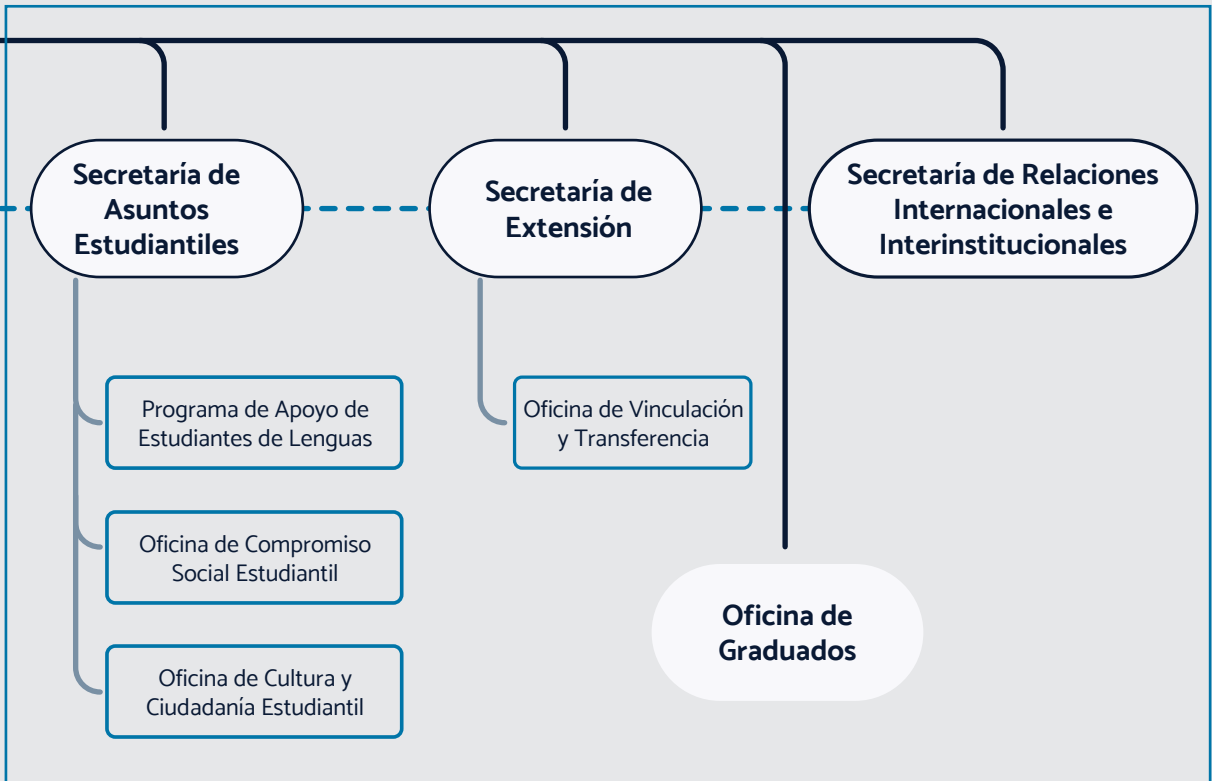 Secretaría de
Asuntos
Estudiantiles
Secretaría de
Extensión
Secretaría de Relaciones
Internacionales e
Interinstitucionales
Programa de Apoyo de
Estudiantes de Lenguas
Oficina de Vinculación
y Transferencia
Oficina de Compromiso
Social Estudiantil
Oficina de
Graduados
Oficina de Cultura y
Ciudadanía Estudiantil